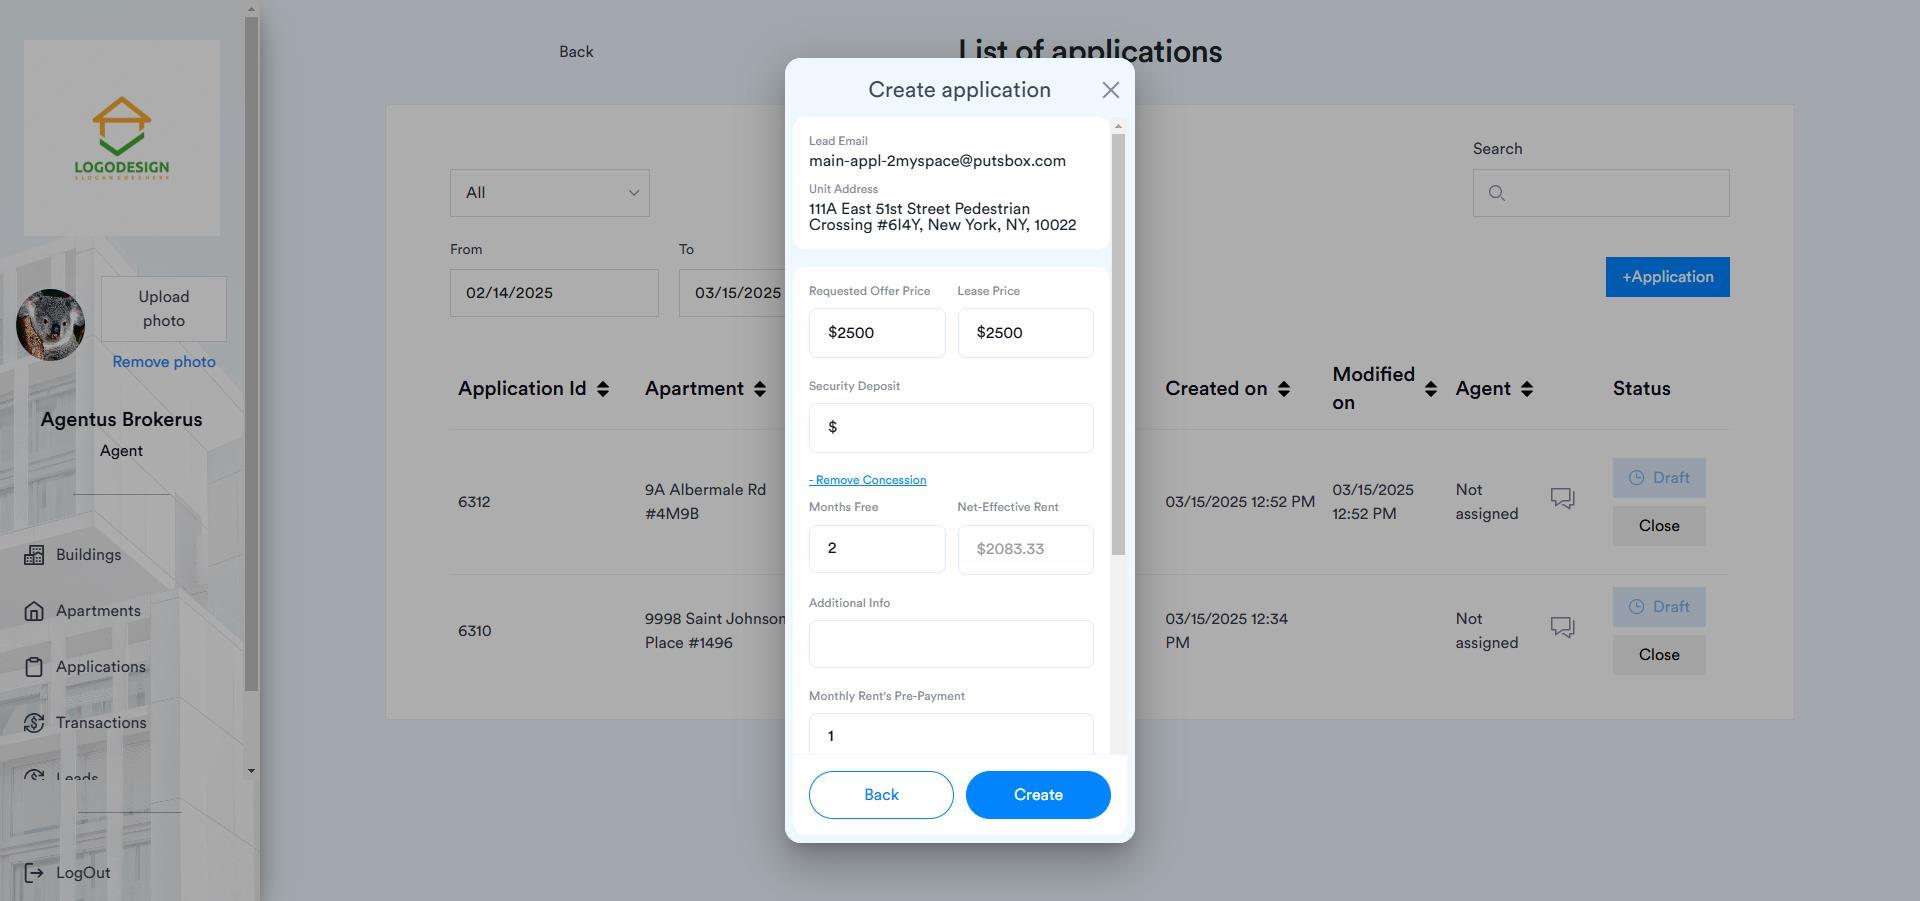 LOGODESIGN
SLOGAN GOES HERE
Upload
photo
Remove photo
Agentus Brokerus
Agent
Buildings
Apartments
Applications
Transactions
Leads
LogOut
Back
List of applications
All
Search
From
To
02/14/2025
03/15/2025
+Application
Application Id
Apartment
Created on
Modified
on
Agent
Status
6312
9A Albermale Rd
#4M9B
03/15/2025 12:52 PM
03/15/2025
12:52 PM
Not
assigned
Draft
Close
6310
9998 Saint Johnson
Place #1496
03/15/2025 12:34
PM
Not
assigned
Draft
Close
Create application
Lead Email
main-appl-2myspace@putsbox.com
Unit Address
111A East 51st Street Pedestrian
Crossing #6I4Y, New York, NY, 10022
Requested Offer Price
Lease Price
$2500
$2500
Security Deposit
$
- Remove Concession
Months Free
Net-Effective Rent
2
$2083.33
Additional Info
Monthly Rent's Pre-Payment
1
Back
Create